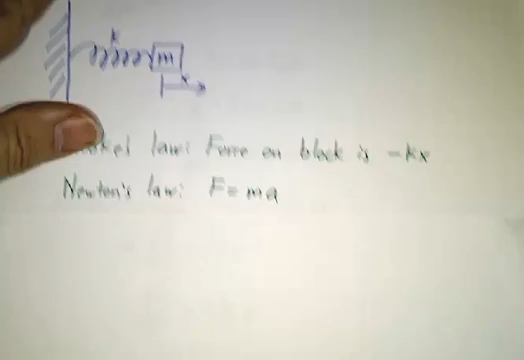 k
m
x
law: Force on block is -kx
Newton's law: F = ma